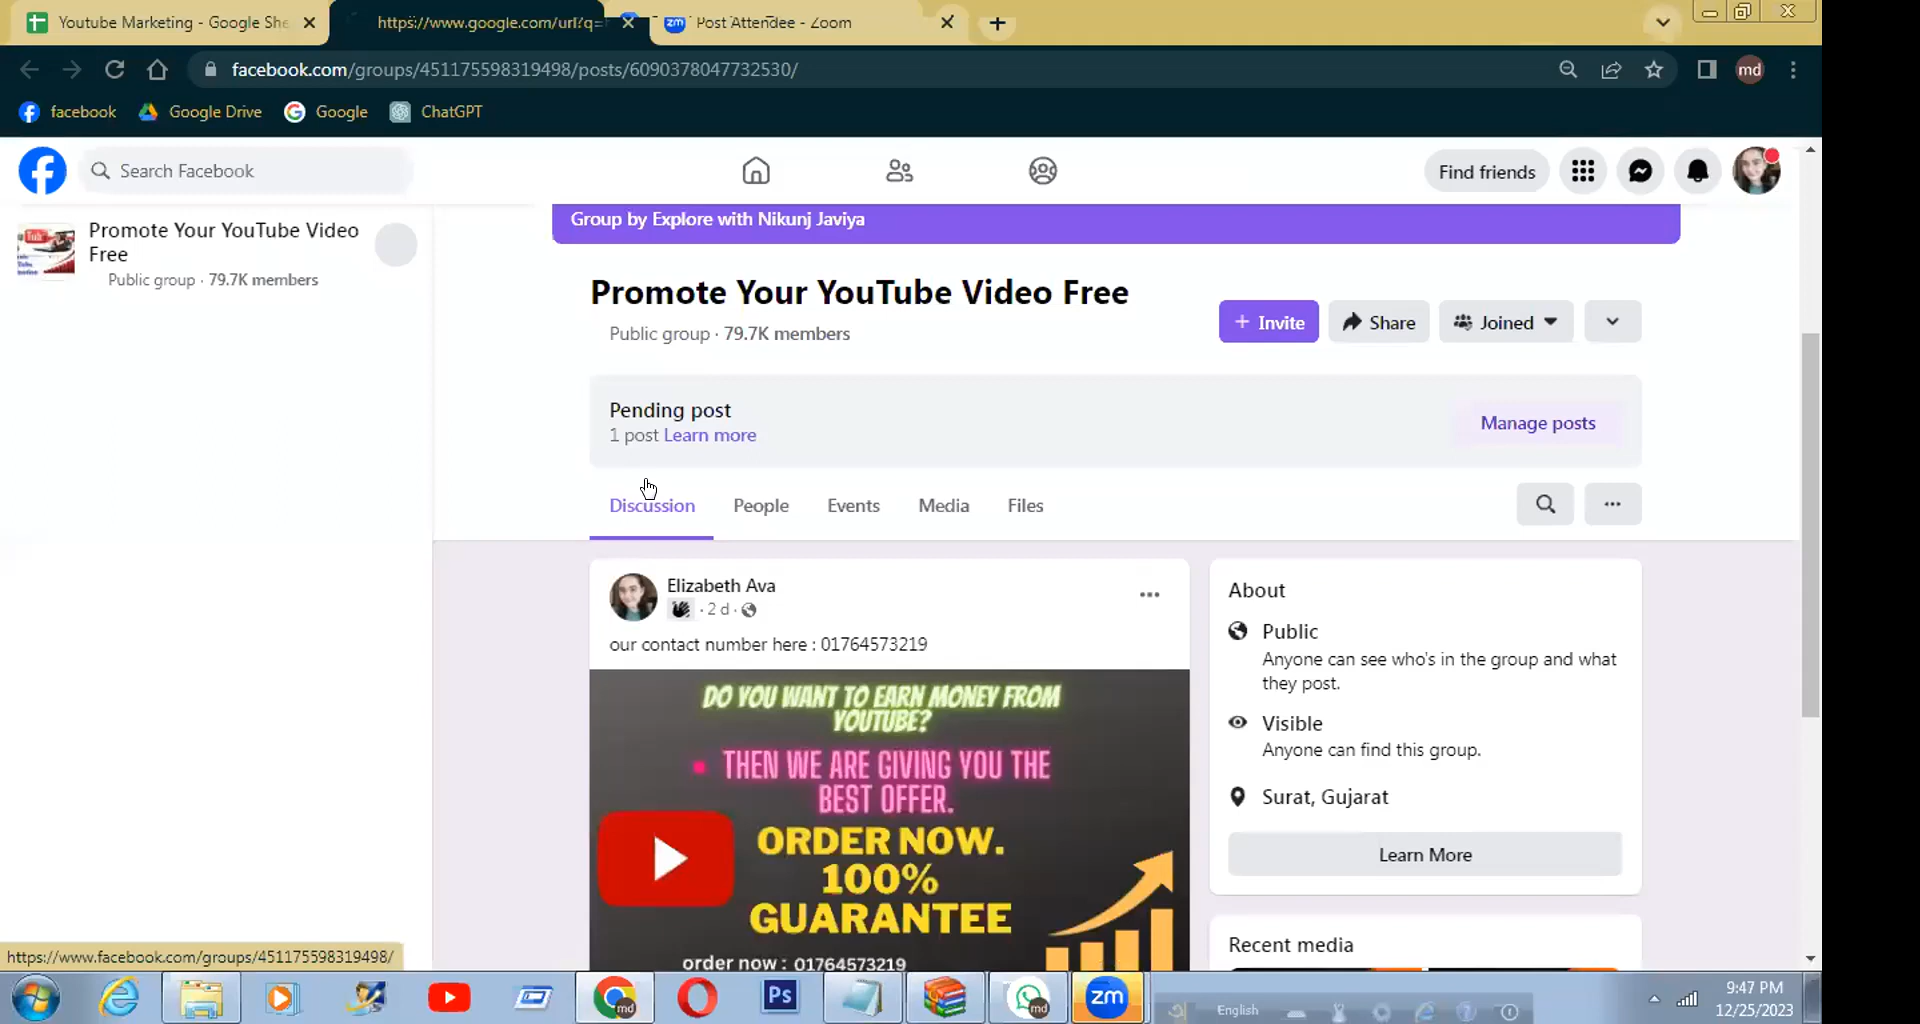 Youtube Marketing - Google She
https://www.google.com/url?q=
Post Attendee - Zoom
facebook.com/groups/451175598319498/posts/6090378047732530/
md
facebook
Google Drive
Google
ChatGPT
Search Facebook
Find friends
Promote Your YouTube Video
Free
Public group · 79.7K members
Group by Explore with Nikunj Javiya
Promote Your YouTube Video Free
Public group · 79.7K members
+ Invite
Share
Joined
Pending post
1 post Learn more
Manage posts
Discussion
People
Events
Media
Files
Elizabeth Ava
· 2 d ·
our contact number here : 01764573219
DO YOU WANT TO EARN MONEY FROM
YOUTUBE?
• THEN WE ARE GIVING YOU THE
BEST OFFER.
ORDER NOW.
100%
GUARANTEE
order now : 01764573219
About
Public
Anyone can see who's in the group and what
they post.
Visible
Anyone can find this group.
Surat, Gujarat
Learn More
Recent media
https://www.facebook.com/groups/451175598319498/
Ps
md
md
zm
English
9:47 PM
12/25/2023